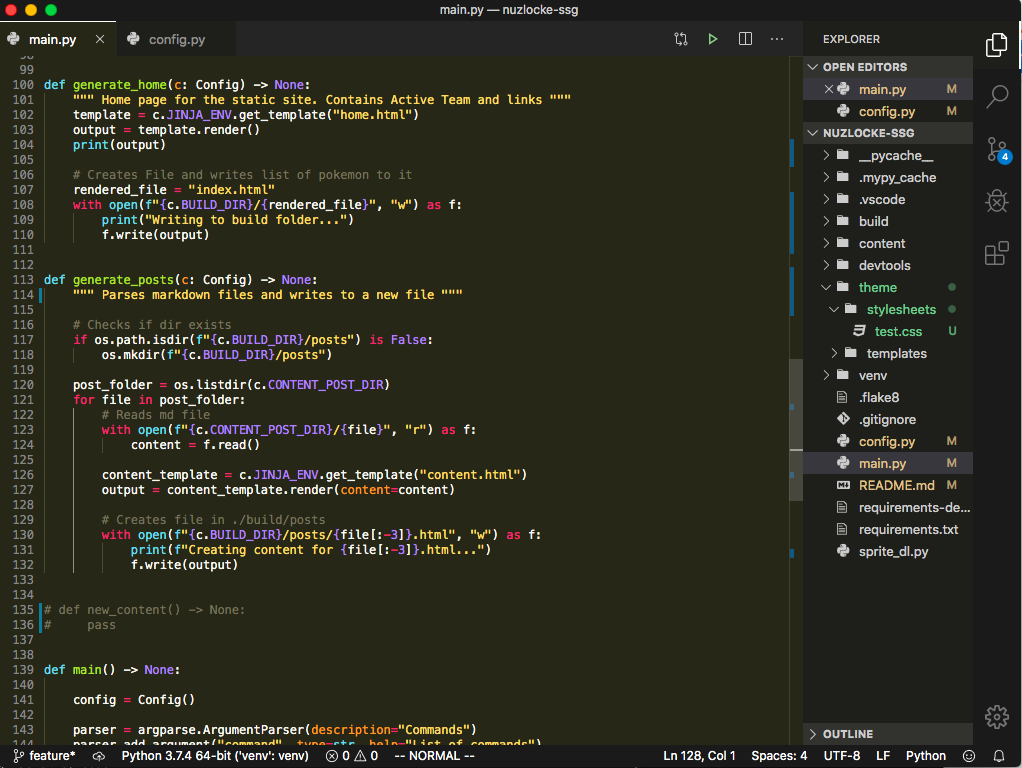 main.py — nuzlocke-ssg
main.py
config.py
99
100 def generate_home(c: Config) -> None:
101     """ Home page for the static site. Contains Active Team and links """
102     template = c.JINJA_ENV.get_template("home.html")
103     output = template.render()
104     print(output)
105
106     # Creates File and writes list of pokemon to it
107     rendered_file = "index.html"
108     with open(f"{c.BUILD_DIR}/{rendered_file}", "w") as f:
109         print("Writing to build folder...")
110         f.write(output)
111
112
113 def generate_posts(c: Config) -> None:
114     """ Parses markdown files and writes to a new file """
115
116     # Checks if dir exists
117     if os.path.isdir(f"{c.BUILD_DIR}/posts") is False:
118         os.mkdir(f"{c.BUILD_DIR}/posts")
119
120     post_folder = os.listdir(c.CONTENT_POST_DIR)
121     for file in post_folder:
122         # Reads md file
123         with open(f"{c.CONTENT_POST_DIR}/{file}", "r") as f:
124             content = f.read()
125
126         content_template = c.JINJA_ENV.get_template("content.html")
127         output = content_template.render(content=content)
128
129         # Creates file in ./build/posts
130         with open(f"{c.BUILD_DIR}/posts/{file[:-3]}.html", "w") as f:
131             print(f"Creating content for {file[:-3]}.html...")
132             f.write(output)
133
134
135 # def new_content() -> None:
136 #     pass
137
138
139 def main() -> None:
140
141     config = Config()
142
143     parser = argparse.ArgumentParser(description="Commands")
144     parser.add_argument("command", type=str, help="List of commands")
EXPLORER
OPEN EDITORS
main.py M
config.py M
NUZLOCKE-SSG
__pycache__
.mypy_cache
.vscode
build
content
devtools
theme
stylesheets
test.css U
templates
venv
.flake8
.gitignore
config.py M
main.py M
README.md M
requirements-de...
requirements.txt
sprite_dl.py
OUTLINE
4
feature* Python 3.7.4 64-bit ('venv': venv) 0 0 -- NORMAL -- Ln 128, Col 1 Spaces: 4 UTF-8 LF Python